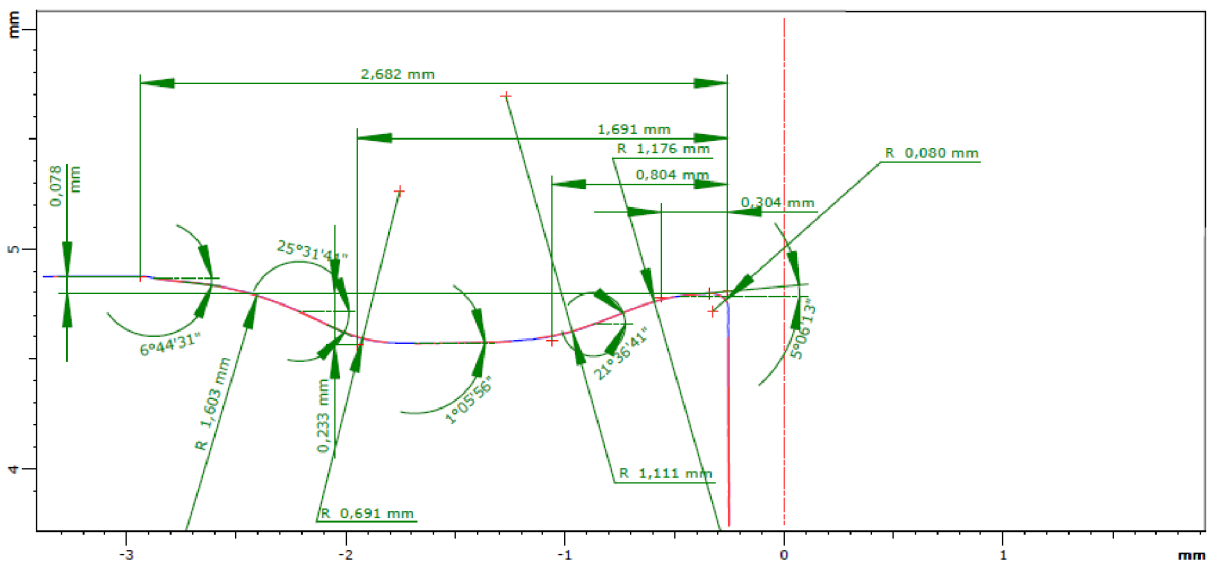 mm
2,682 mm
1,691 mm
R 1,176 mm
R 0,080 mm
0,804 mm
0,078 mm
0,304 mm
5
25°31'41"
6°44'31"
21°36'41"
5°06'13"
R 1,603 mm
0,233 mm
1°05'56"
4
R 1,111 mm
R 0,691 mm
-3
-2
-1
0
1
mm